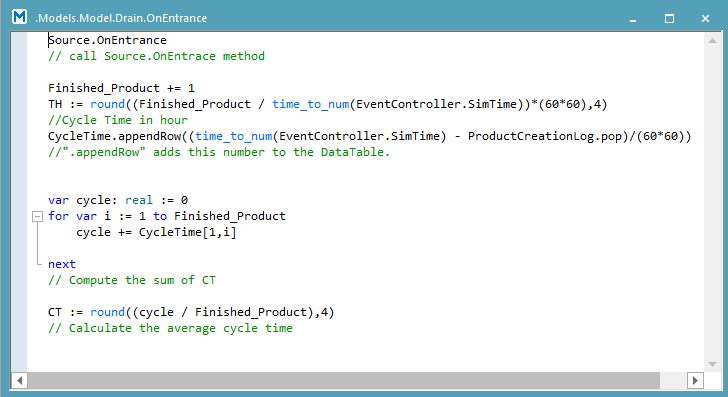 M .Models.Model.Drain.OnEntrance
Source.OnEntrance
// call Source.OnEntrace method
Finished_Product += 1
TH := round((Finished_Product / time_to_num(EventController.SimTime))*(60*60),4)
//Cycle Time in hour
CycleTime.appendRow((time_to_num(EventController.SimTime) - ProductCreationLog.pop)/(60*60))
//".appendRow" adds this number to the DataTable.
var cycle: real := 0
for var i := 1 to Finished_Product
cycle += CycleTime[1,i]
next
// Compute the sum of CT
CT := round((cycle / Finished_Product),4)
// Calculate the average cycle time